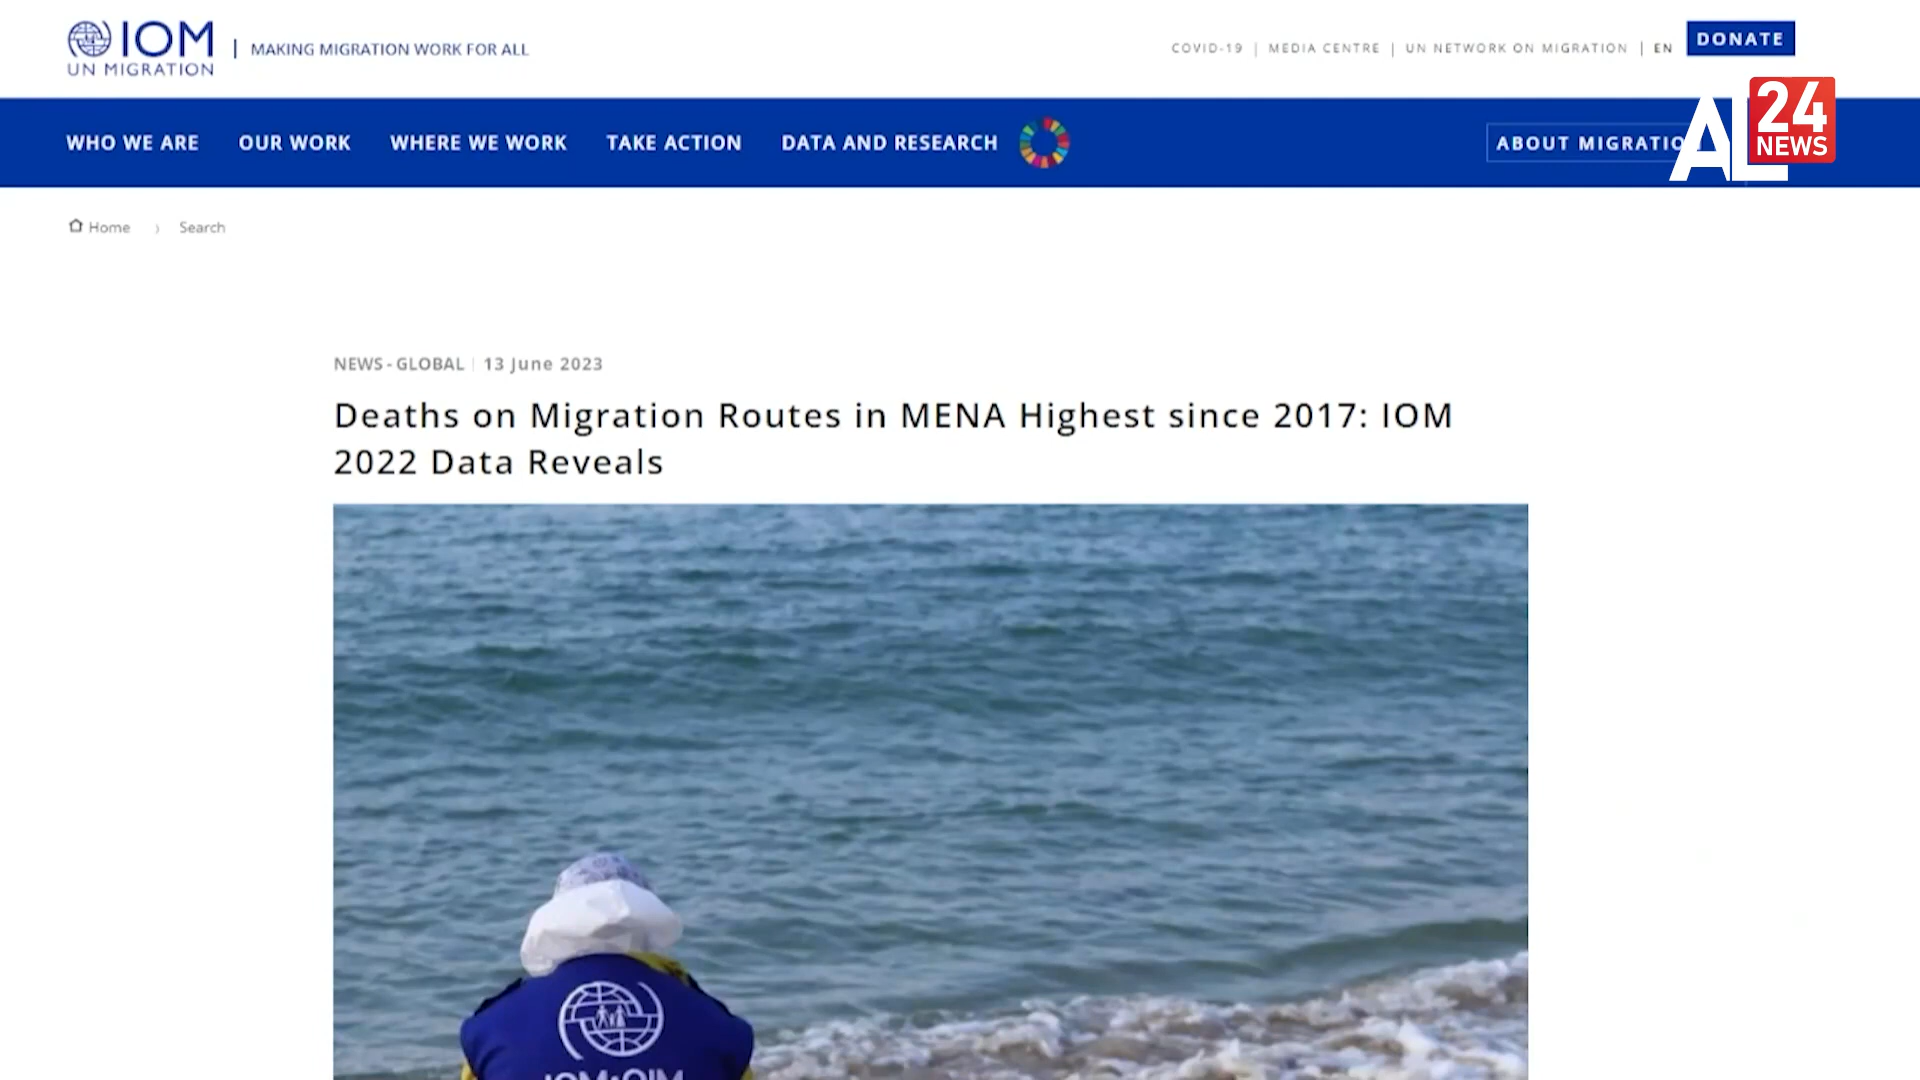 IOM
UN MIGRATION
MAKING MIGRATION WORK FOR ALL
COVID-19 | MEDIA CENTRE | UN NETWORK ON MIGRATION | EN
DONATE
AL
24
NEWS
WHO WE ARE
OUR WORK
WHERE WE WORK
TAKE ACTION
DATA AND RESEARCH
ABOUT MIGRATIO
Home › Search
NEWS - GLOBAL | 13 June 2023
Deaths on Migration Routes in MENA Highest since 2017: IOM
2022 Data Reveals
IOM•OIM